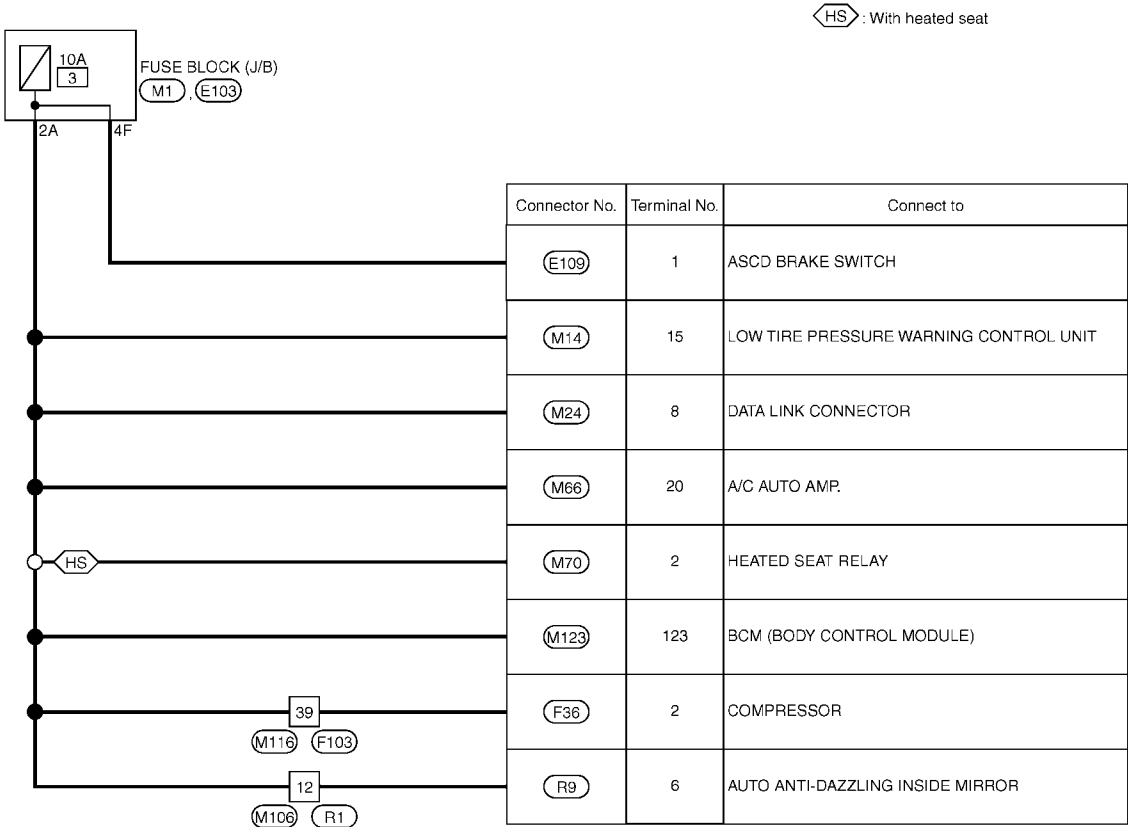 HS : With heated seat
10A
3
FUSE BLOCK (J/B)
M1 , E103
2A 4F
Connector No. Terminal No. Connect to
E109 1 ASCD BRAKE SWITCH
M14 15 LOW TIRE PRESSURE WARNING CONTROL UNIT
M24 8 DATA LINK CONNECTOR
M66 20 A/C AUTO AMP.
HS M70 2 HEATED SEAT RELAY
M123 123 BCM (BODY CONTROL MODULE)
39 F36 2 COMPRESSOR
M116 F103
12 R9 6 AUTO ANTI-DAZZLING INSIDE MIRROR
M106 R1